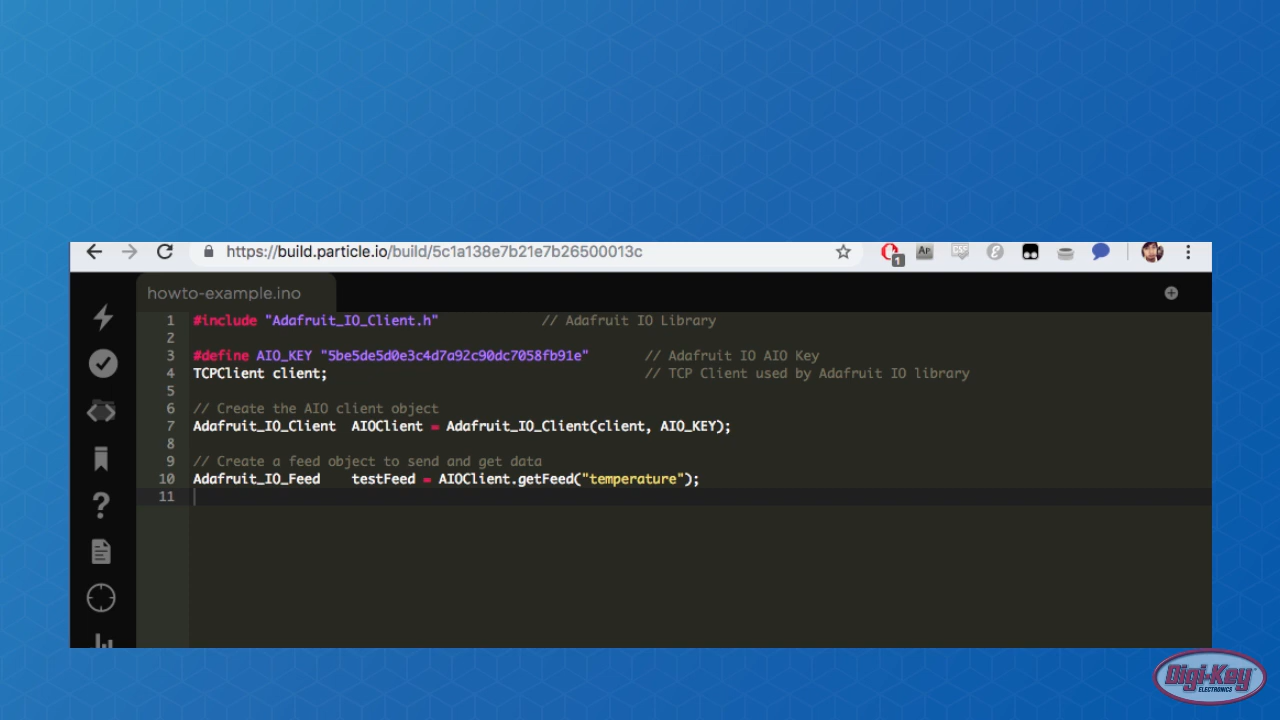 https://build.particle.io/build/5c1a138e7b21e7b26500013c
1
howto-example.ino
1 #include "Adafruit_IO_Client.h" // Adafruit IO Library
2
3 #define AIO_KEY "5be5de5d0e3c4d7a92c90dc7058fb91e" // Adafruit IO AIO Key
4 TCPClient client; // TCP Client used by Adafruit IO library
5
6 // Create the AIO client object
7 Adafruit_IO_Client AIOClient = Adafruit_IO_Client(client, AIO_KEY);
8
9 // Create a feed object to send and get data
10 Adafruit_IO_Feed testFeed = AIOClient.getFeed("temperature");
11
Digi-Key
ELECTRONICS